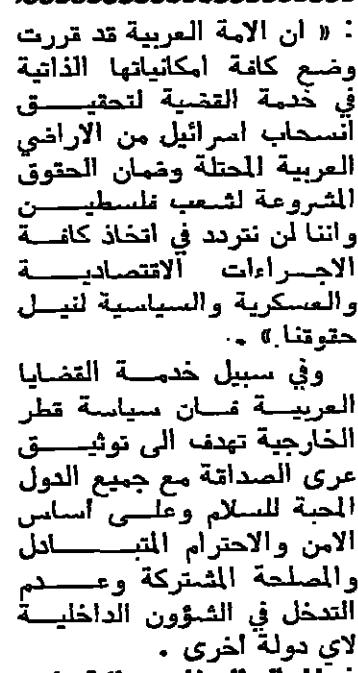 : « ان الامة العربية قد قررت
وضع كافة امكانياتها الذاتية
في خدمة القضية لتحقيق
انسحاب اسرائيل من الاراضي
العربية المحتلة وضمان الحقوق
المشروعة لشعب فلسطين
واننا لن نتردد في اتخاذ كافة
الاجراءات الاقتصادية
والعسكرية والسياسية لنيل
حقوقنا » .
وفي سبيل خدمة القضايا
العربية فان سياسة قطر
الخارجية تهدف الى توثيق
عرى الصداقة مع جميع الدول
المحبة للسلام وعلى أساس
الامن والاحترام المتبادل
والمصلحة المشتركة وعدم
التدخل في الشؤون الداخلية
لاي دولة اخرى .